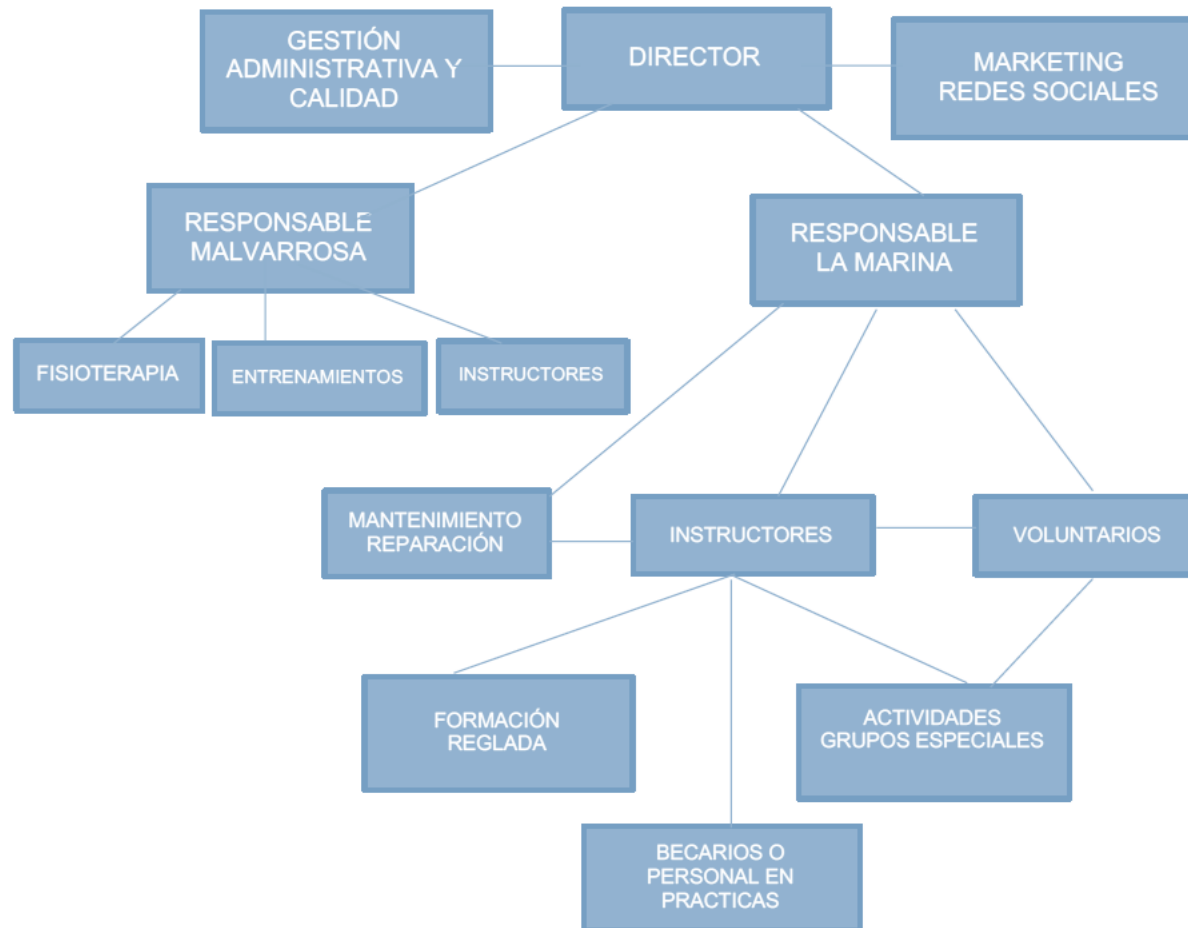 GESTIÓN
ADMINISTRATIVA Y
CALIDAD
DIRECTOR
MARKETING
REDES SOCIALES
RESPONSABLE
MALVARROSA
RESPONSABLE
LA MARINA
FISIOTERAPIA
ENTRENAMIENTOS
INSTRUCTORES
MANTENIMIENTO
REPARACIÓN
INSTRUCTORES
VOLUNTARIOS
FORMACIÓN
REGLADA
ACTIVIDADES
GRUPOS ESPECIALES
BECARIOS O
PERSONAL EN
PRACTICAS